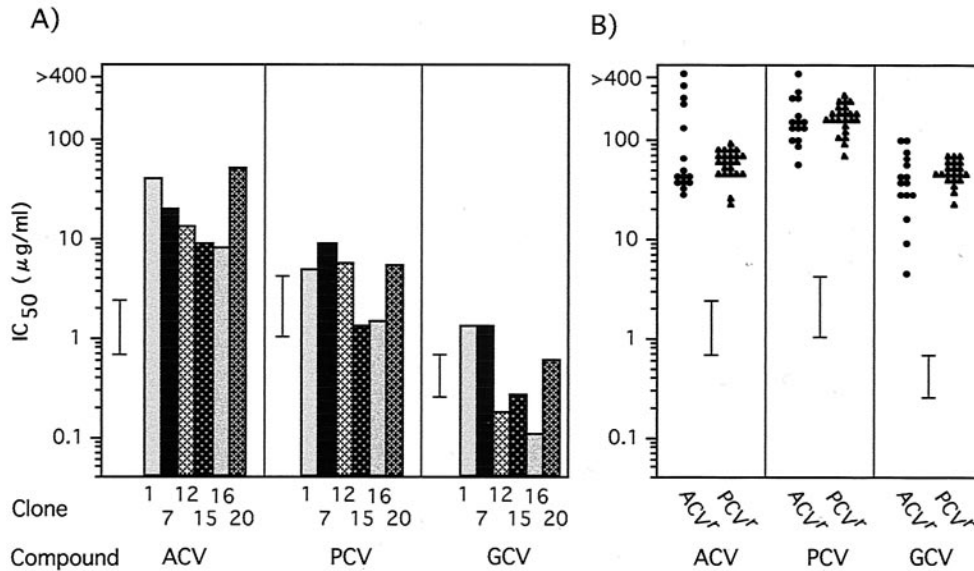 A)
B)
>400
100
10
1
0.1
IC50 (μg/ml)
>400
100
10
1
0.1
Clone
1 12 16
7 15 20
1 12 16
7 15 20
1 12 16
7 15 20
Compound
ACV
PCV
GCV
ACVr
PCVr
ACVr
PCVr
ACVr
PCVr
ACV
PCV
GCV